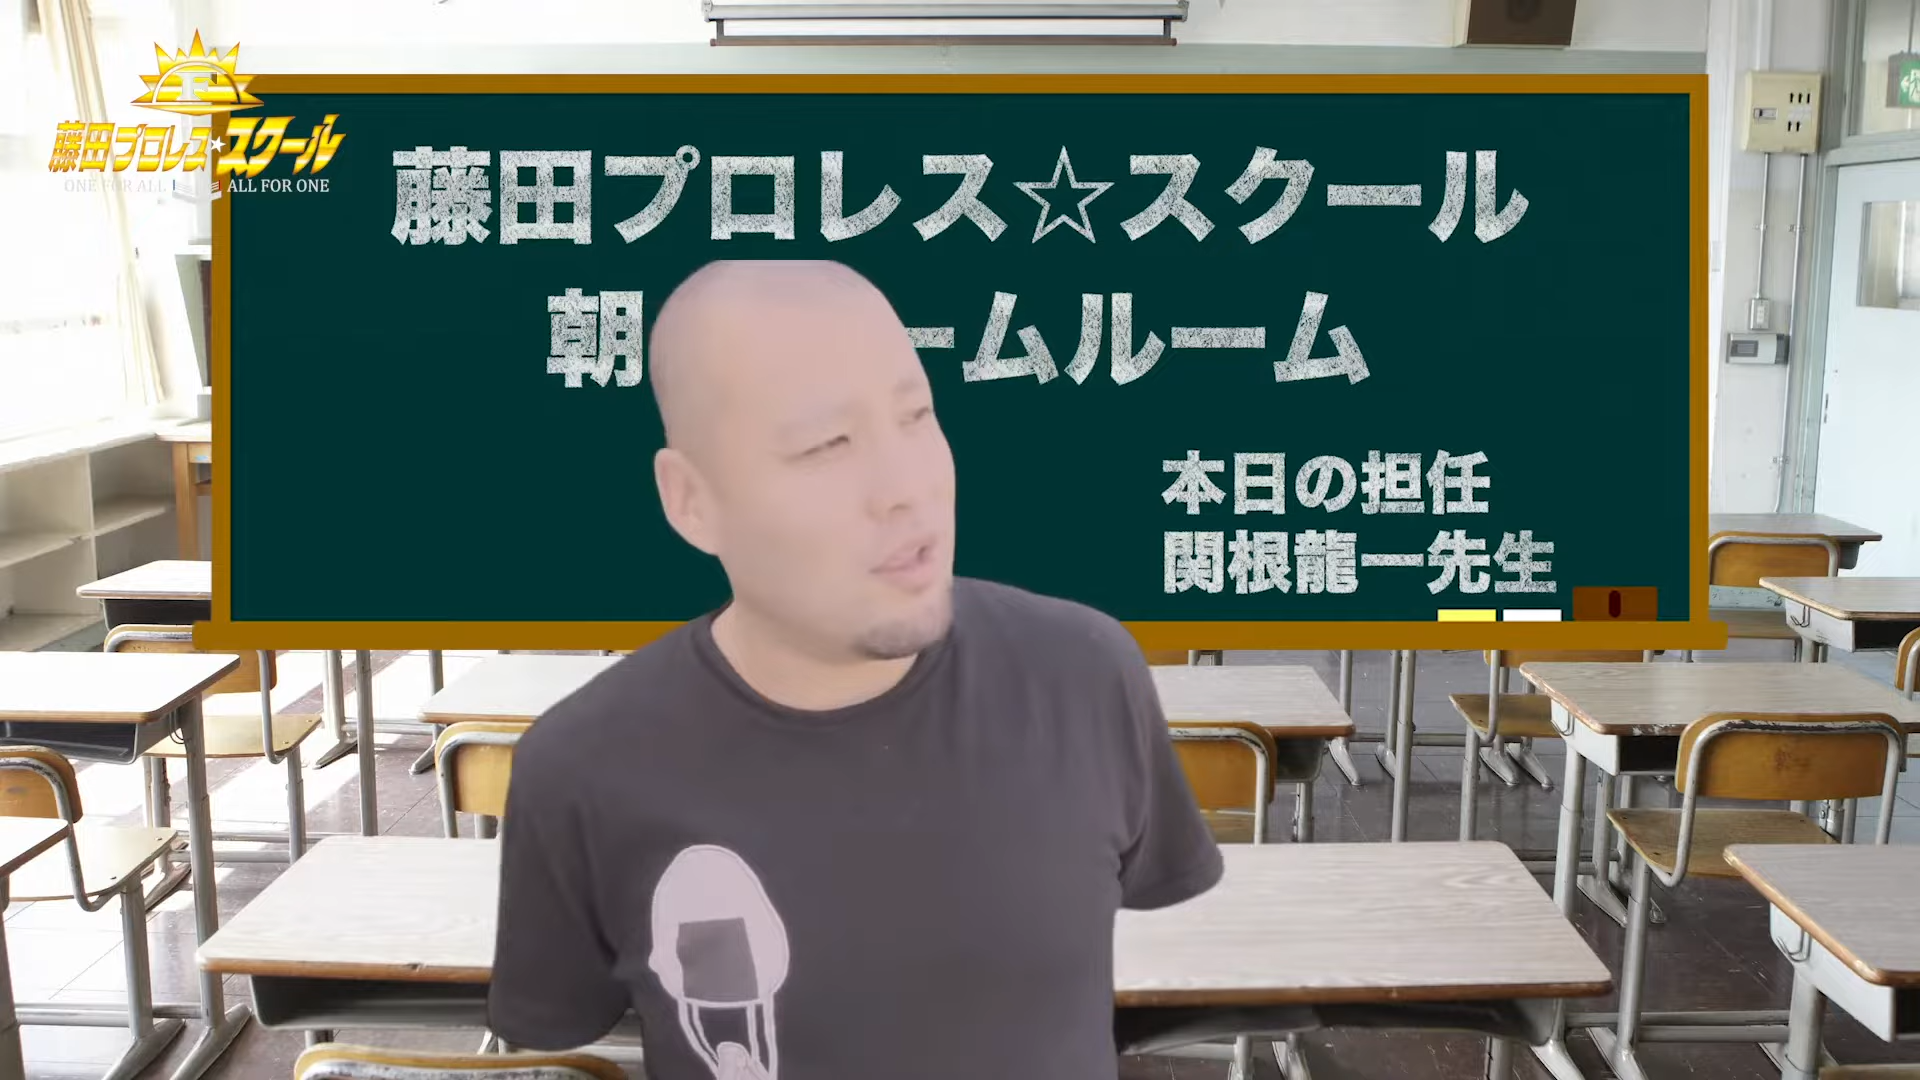 藤田プロレス★スクール
ONE FOR ALL ALL FOR ONE
藤田プロレス☆スクール
朝 ームルーム
本日の担任
関根龍一先生